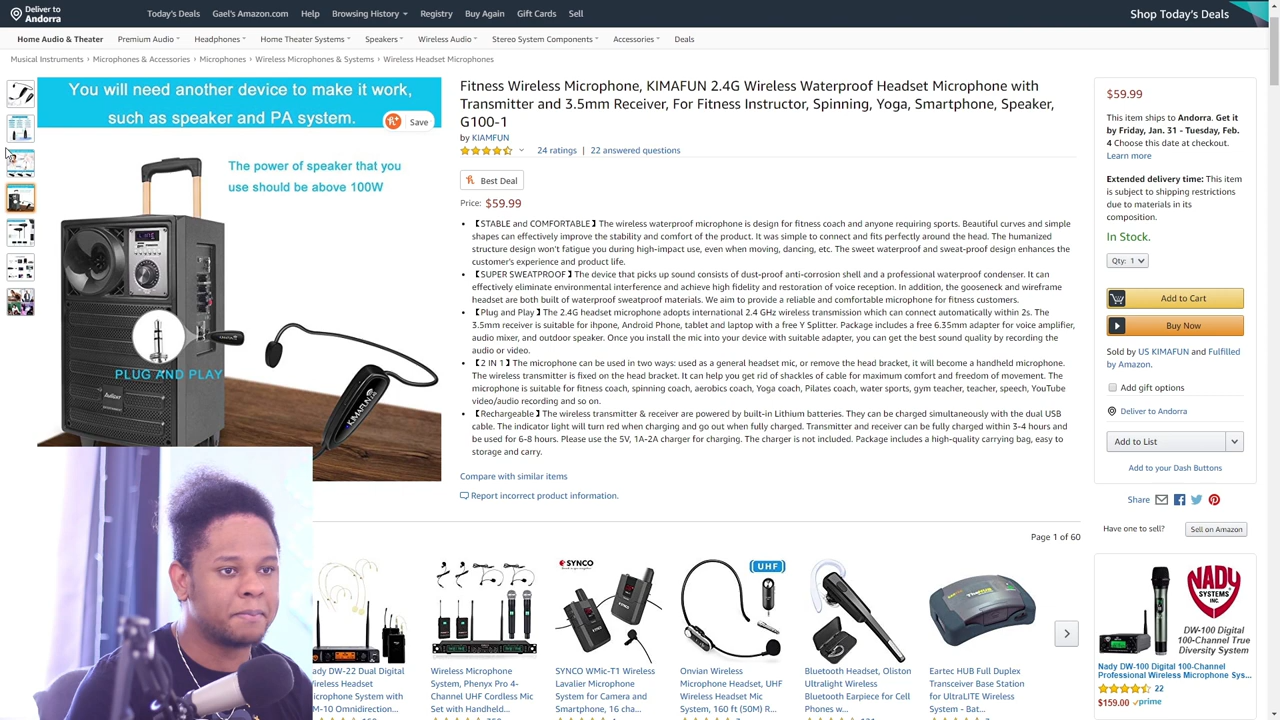 Deliver to
Andorra
Today's Deals Gael's Amazon.com Help Browsing History Registry Buy Again Gift Cards Sell
Shop Today's Deals
Home Audio & Theater Premium Audio Headphones Home Theater Systems Speakers Wireless Audio Stereo System Components Accessories Deals
Musical Instruments › Microphones & Accessories › Microphones › Wireless Microphones & Systems › Wireless Headset Microphones
You will need another device to make it work,
such as speaker and PA system.
Save
The power of speaker that you
use should be above 100W
PLUG AND PLAY
KIMAFUN
Fitness Wireless Microphone, KIMAFUN 2.4G Wireless Waterproof Headset Microphone with
Transmitter and 3.5mm Receiver, For Fitness Instructor, Spinning, Yoga, Smartphone, Speaker,
G100-1
by KIAMFUN
24 ratings | 22 answered questions
Best Deal
Price: $59.99
• 【STABLE and COMFORTABLE】The wireless waterproof microphone is design for fitness coach and anyone requiring sports. Beautiful curves and simple
shapes can effectively improve the stability and comfort of the product. It was simple to connect and fits perfectly around the head. The humanized
structure design won't fatigue you during high-impact use, even when moving, dancing, etc. The sweet waterproof and sweat-proof design enhances the
customer's experience and product life.
• 【SUPER SWEATPROOF】The device that picks up sound consists of dust-proof anti-corrosion shell and a professional waterproof condenser. It can
effectively eliminate environmental interference and achieve high fidelity and restoration of voice reception. In addition, the gooseneck and wireframe
headset are both built of waterproof sweatproof materials. We aim to provide a reliable and comfortable microphone for fitness customers.
• 【Plug and Play】The 2.4G headset microphone adopts international 2.4 GHz wireless transmission which can connect automatically within 2s. The
3.5mm receiver is suitable for ihpone, Android Phone, tablet and laptop with a free Y Splitter. Package includes a free 6.35mm adapter for voice amplifier,
audio mixer, and outdoor speaker. Once you install the mic into your device with suitable adapter, you can get the best sound quality by recording the
audio or video.
• 【2 IN 1】The microphone can be used in two ways: used as a general headset mic, or remove the head bracket, it will become a handheld microphone.
The wireless transmitter is fixed on the head bracket. It can help you get rid of shackles of cable for maximum comfort and freedom of movement. The
microphone is suitable for fitness coach, spinning coach, aerobics coach, Yoga coach, Pilates coach, water sports, gym teacher, teacher, speech, YouTube
video/audio recording and so on.
• 【Rechargeable】The wireless transmitter & receiver are powered by built-in Lithium batteries. They can be charged simultaneously with the dual USB
cable. The indicator light will turn red when charging and go out when fully charged. Transmitter and receiver can be fully charged within 3-4 hours and
be used for 6-8 hours. Please use the 5V, 1A-2A charger for charging. The charger is not included. Package includes a high-quality carrying bag, easy to
storage and carry.
Compare with similar items
Report incorrect product information.
$59.99
This item ships to Andorra. Get it
by Friday, Jan. 31 - Tuesday, Feb.
4 Choose this date at checkout.
Learn more
Extended delivery time: This item
is subject to shipping restrictions
due to materials in its
composition.
In Stock.
Qty: 1
Add to Cart
Buy Now
Sold by US KIMAFUN and Fulfilled
by Amazon.
Add gift options
Deliver to Andorra
Add to List
Add to your Dash Buttons
Share
Have one to sell?
Sell on Amazon
Page 1 of 60
SYNCO
UHF
ady DW-22 Dual Digital
ireless Headset
icrophone System with
M-10 Omnidirection...
Wireless Microphone
System, Phenyx Pro 4-
Channel UHF Cordless Mic
Set with Handheld...
SYNCO WMic-T1 Wireless
Lavalier Microphone
System for Camera and
Smartphone, 16 cha...
Onvian Wireless
Microphone Headset, UHF
Wireless Headset Mic
System, 160 ft (50M) R...
Bluetooth Headset, Oliston
Ultralight Wireless
Bluetooth Earpiece for Cell
Phones w...
Eartec HUB Full Duplex
Transceiver Base Station
for UltraLITE Wireless
System - Bat...
NADY
SYSTEMS
INC.
DW-100 Digital
100-Channel True
Diversity System
Nady DW-100 Digital 100-Channel
Professional Wireless Microphone Sys...
22
$159.00 prime